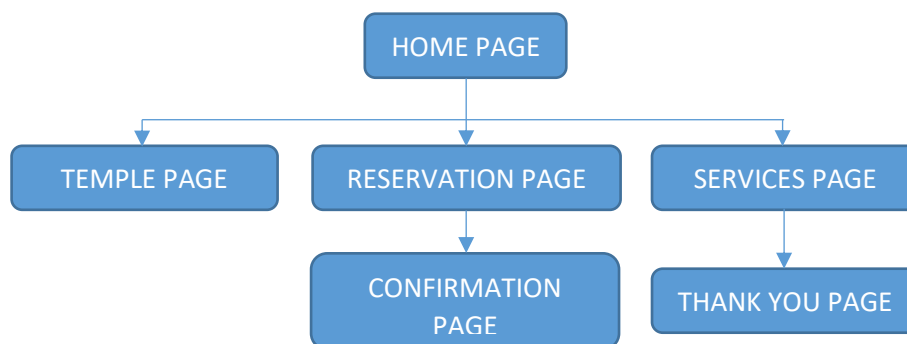 HOME PAGE
TEMPLE PAGE
RESERVATION PAGE
SERVICES PAGE
CONFIRMATION
PAGE
THANK YOU PAGE